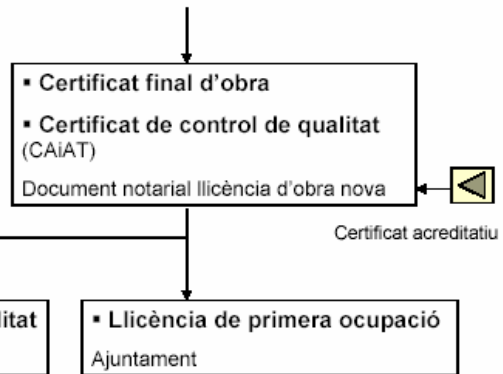 ▪ Certificat final d’obra
▪ Certificat de control de qualitat
(CAiAT)
Document notarial llicència d’obra nova
Certificat acreditatiu
litat
▪ Llicència de primera ocupació
Ajuntament